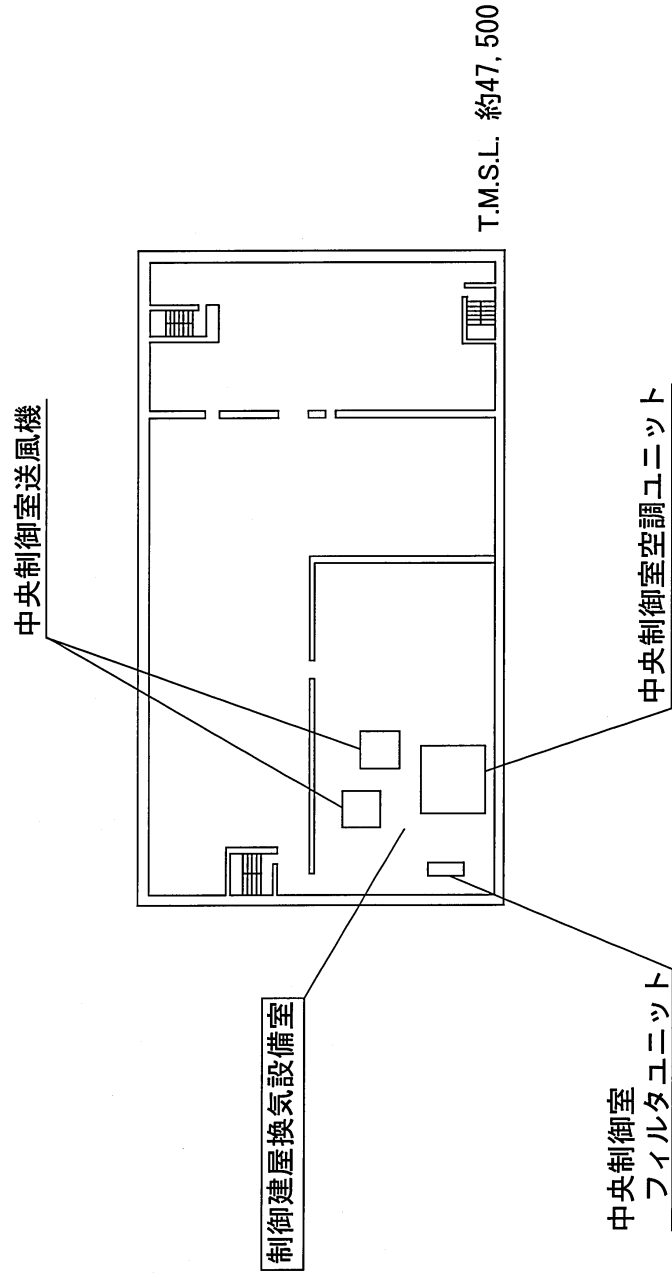 中央制御室送風機
T.M.S.L. 約47,500
制御建屋換気設備室
中央制御室空調ユニット
中央制御室
フィルタユニット